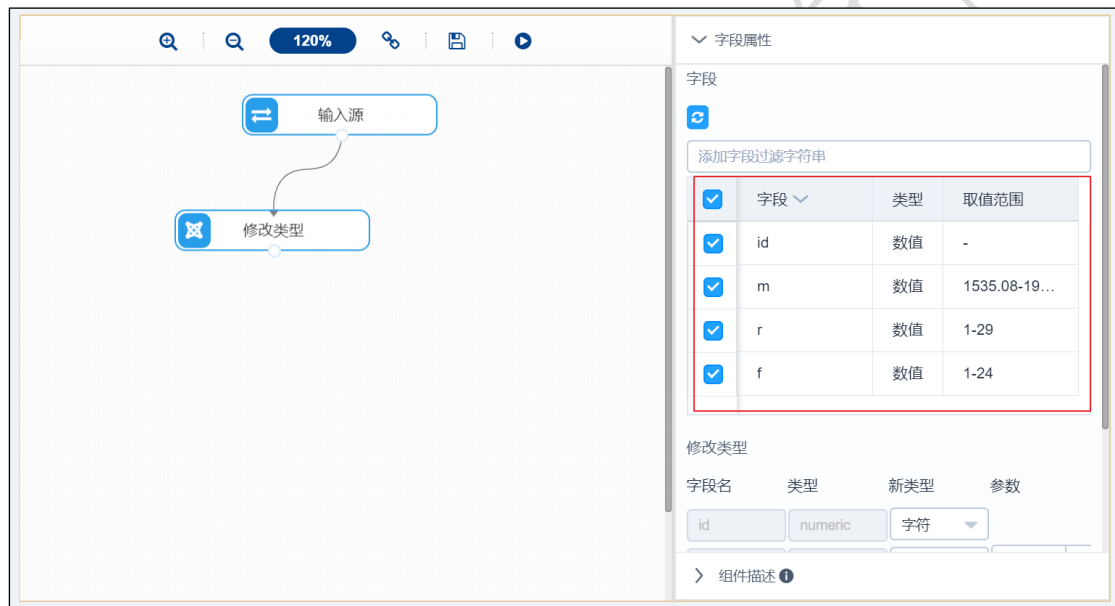 120%
输入源
修改类型
字段属性
字段
添加字段过滤字符串
字段 类型 取值范围
id 数值 -
m 数值 1535.08-19...
r 数值 1-29
f 数值 1-24
修改类型
字段名 类型 新类型 参数
id numeric 字符
组件描述